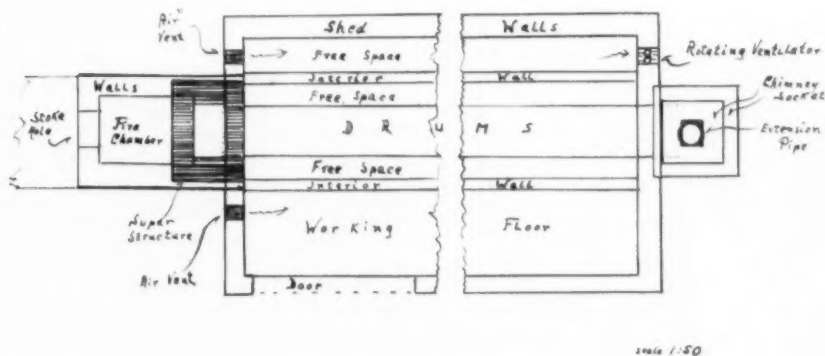 Air
Vent
Shed Walls
Free Space
Rotating Ventilator
Interior Wall
Walls
Free Space
Chimney
Socket
Stoke
Hole
Fire
Chamber
DRUMS
Extension
Pipe
Free Space
Interior Wall
Super
Structure
Working Floor
Air Vent
Door
Scale 1:50